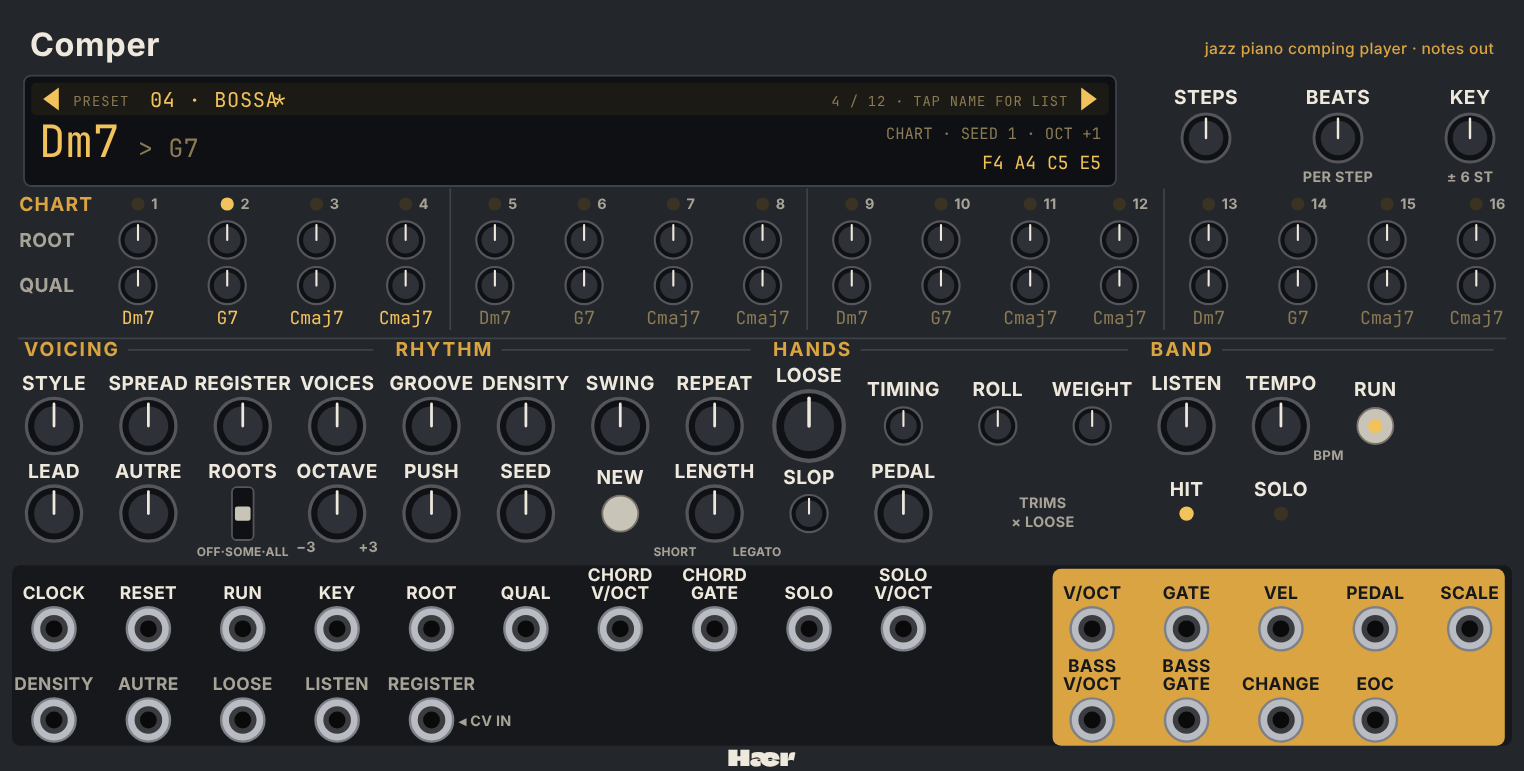 Comper
jazz piano comping player · notes out
PRESET 04 · BOSSA* 4 / 12 · TAP NAME FOR LIST
Dm7 > G7
CHART · SEED 1 · OCT +1
F4 A4 C5 E5
STEPS BEATS KEY
PER STEP ± 6 ST
CHART 1 2 3 4 5 6 7 8 9 10 11 12 13 14 15 16
ROOT
QUAL
Dm7 G7 Cmaj7 Cmaj7 Dm7 G7 Cmaj7 Cmaj7 Dm7 G7 Cmaj7 Cmaj7 Dm7 G7 Cmaj7 Cmaj7
VOICING RHYTHM HANDS BAND
STYLE SPREAD REGISTER VOICES GROOVE DENSITY SWING REPEAT LOOSE TIMING ROLL WEIGHT LISTEN TEMPO RUN
BPM
LEAD AUTRE ROOTS OCTAVE PUSH SEED NEW LENGTH SLOP PEDAL HIT SOLO
TRIMS
× LOOSE
OFF·SOME·ALL −3 +3 SHORT LEGATO
CLOCK RESET RUN KEY ROOT QUAL CHORD V/OCT CHORD GATE SOLO SOLO V/OCT V/OCT GATE VEL PEDAL SCALE
DENSITY AUTRE LOOSE LISTEN REGISTER BASS V/OCT BASS GATE CHANGE EOC
◂ CV IN
Hær